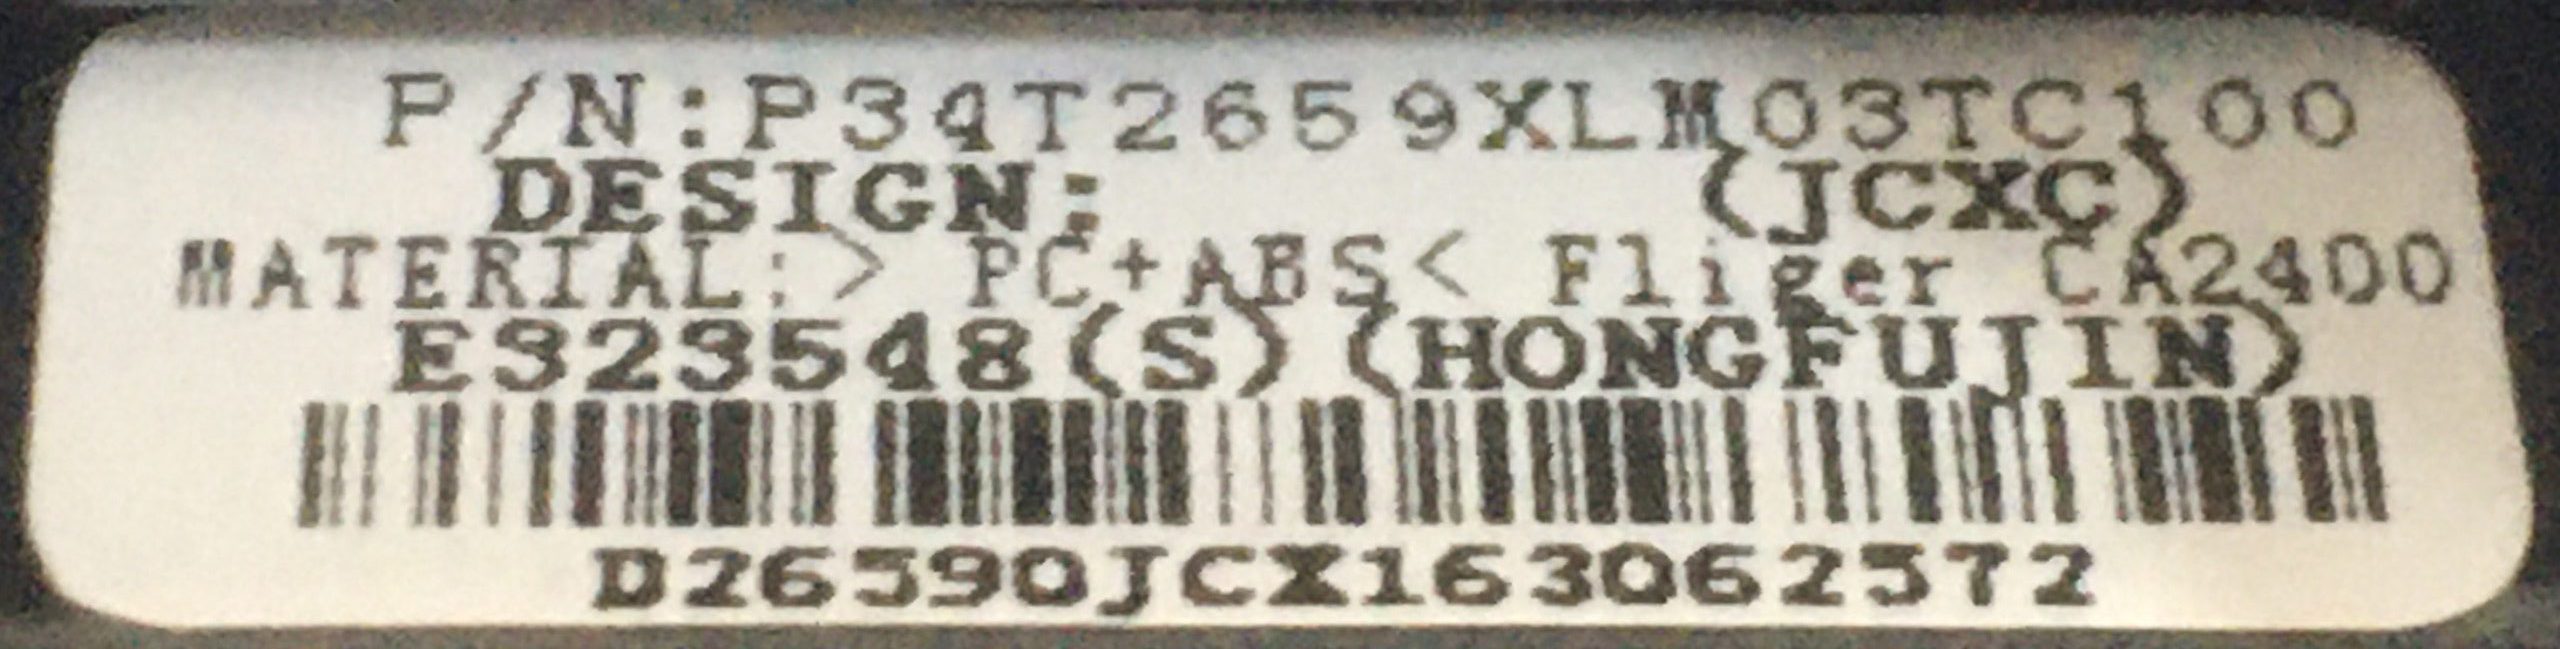 P/N:P34T2659XLM03TC100
DESIGN: (JCXC)
MATERIAL:> PC+ABS< Fliger CA2400
E323548(S)(HONGFUJIN)
D26590JCX163062572